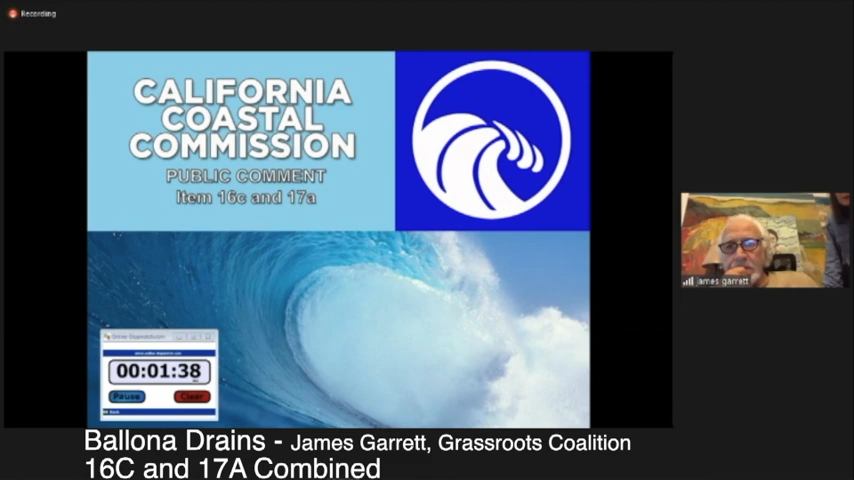 Recording
CALIFORNIA
COASTAL
COMMISSION
PUBLIC COMMENT
Item 16c and 17a
james garrett
00:01:38
Pause
Clear
Ballona Drains - James Garrett, Grassroots Coalition
16C and 17A Combined